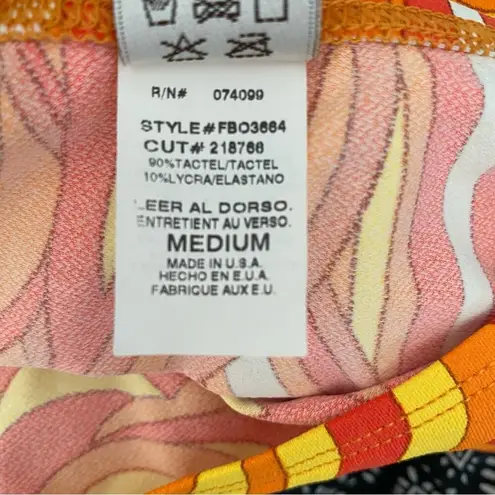 R/N# 074099
STYLE#FBO3664
CUT# 218766
90%TACTEL/TACTEL
10%LYCRA/ELASTANO
LEER AL DORSO.
ENTRETIENT AU VERSO.
MEDIUM
MADE IN U.S.A.
HECHO EN E.U.A.
FABRIQUE AUX E.U.